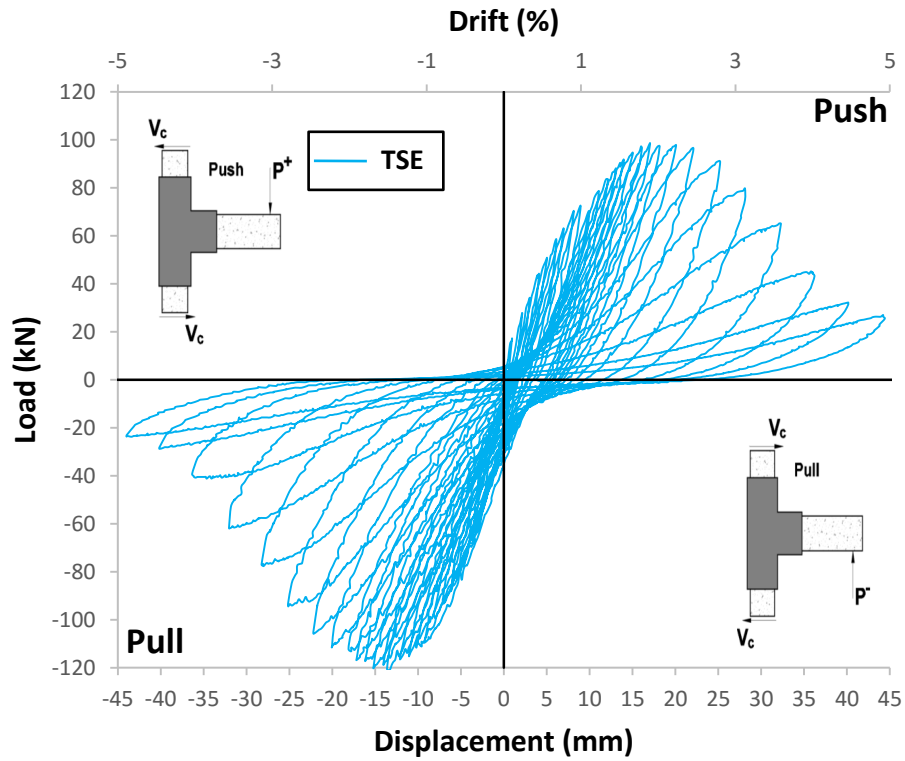 Drift (%)
-5 -3 -1 1 3 5
120
100
80
60
40
20
0
-20
-40
-60
-80
-100
-120
Load (kN)
Push
TSE
Vc
Push
P+
Vc
Vc
Pull
P-
Vc
Pull
-45 -40 -35 -30 -25 -20 -15 -10 -5 0 5 10 15 20 25 30 35 40 45
Displacement (mm)